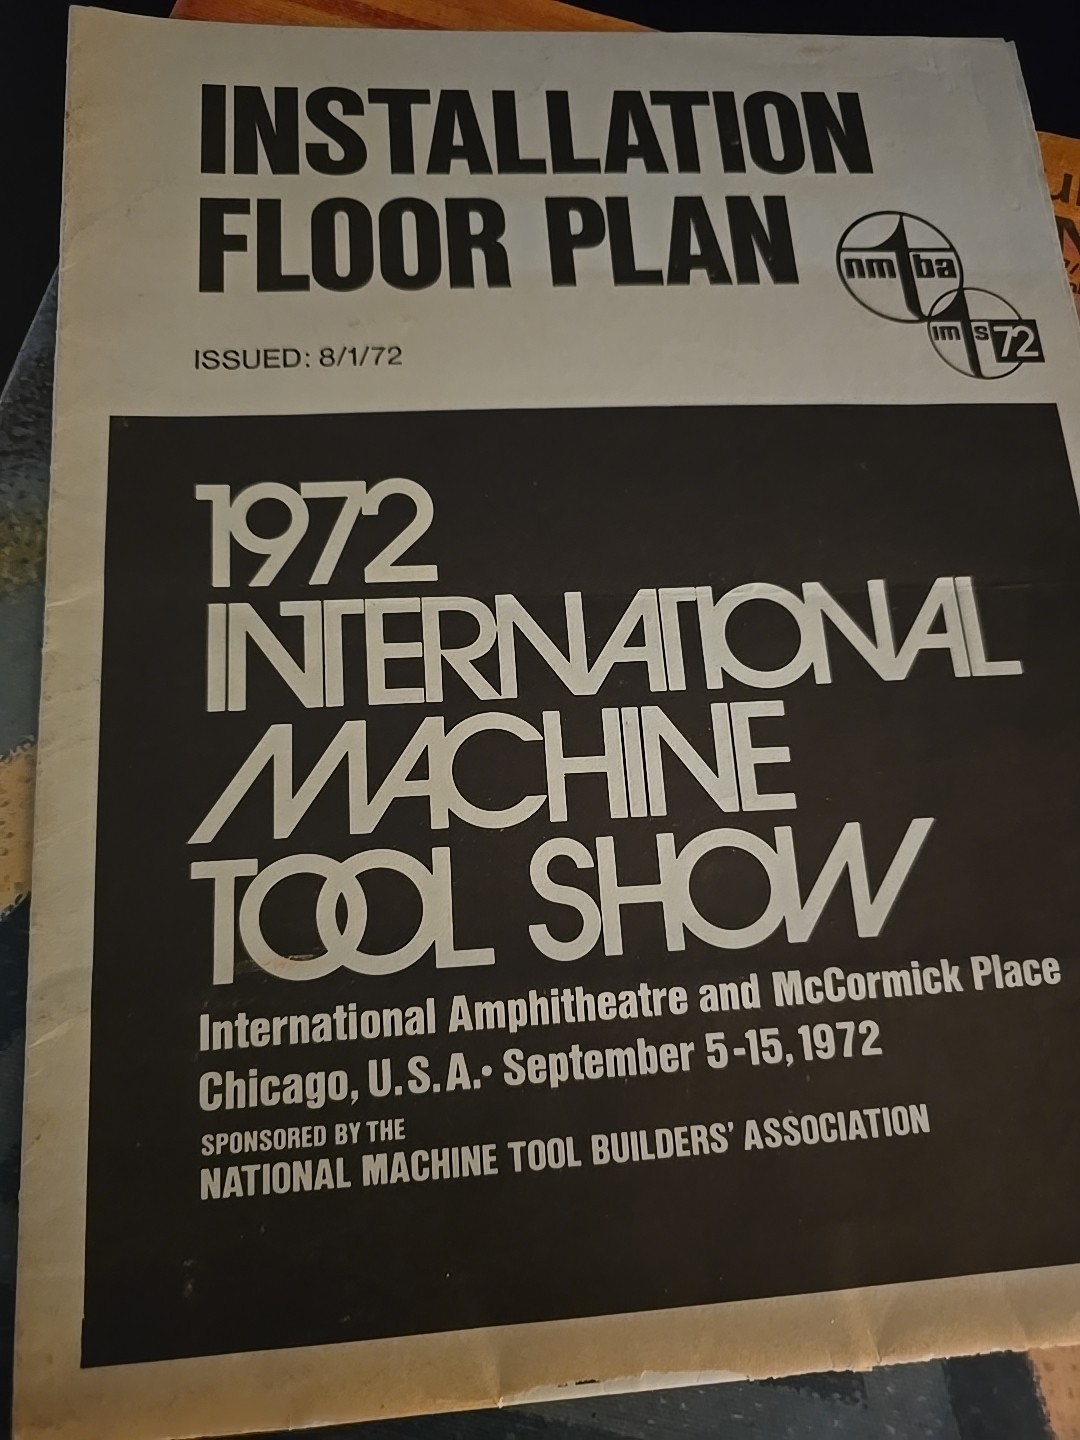 INSTALLATION
FLOOR PLAN
nmtba
imts72
ISSUED: 8/1/72
1972
INTERNATIONAL
MACHINE
TOOL SHOW
International Amphitheatre and McCormick Place
Chicago, U.S.A.• September 5-15, 1972
SPONSORED BY THE
NATIONAL MACHINE TOOL BUILDERS' ASSOCIATION